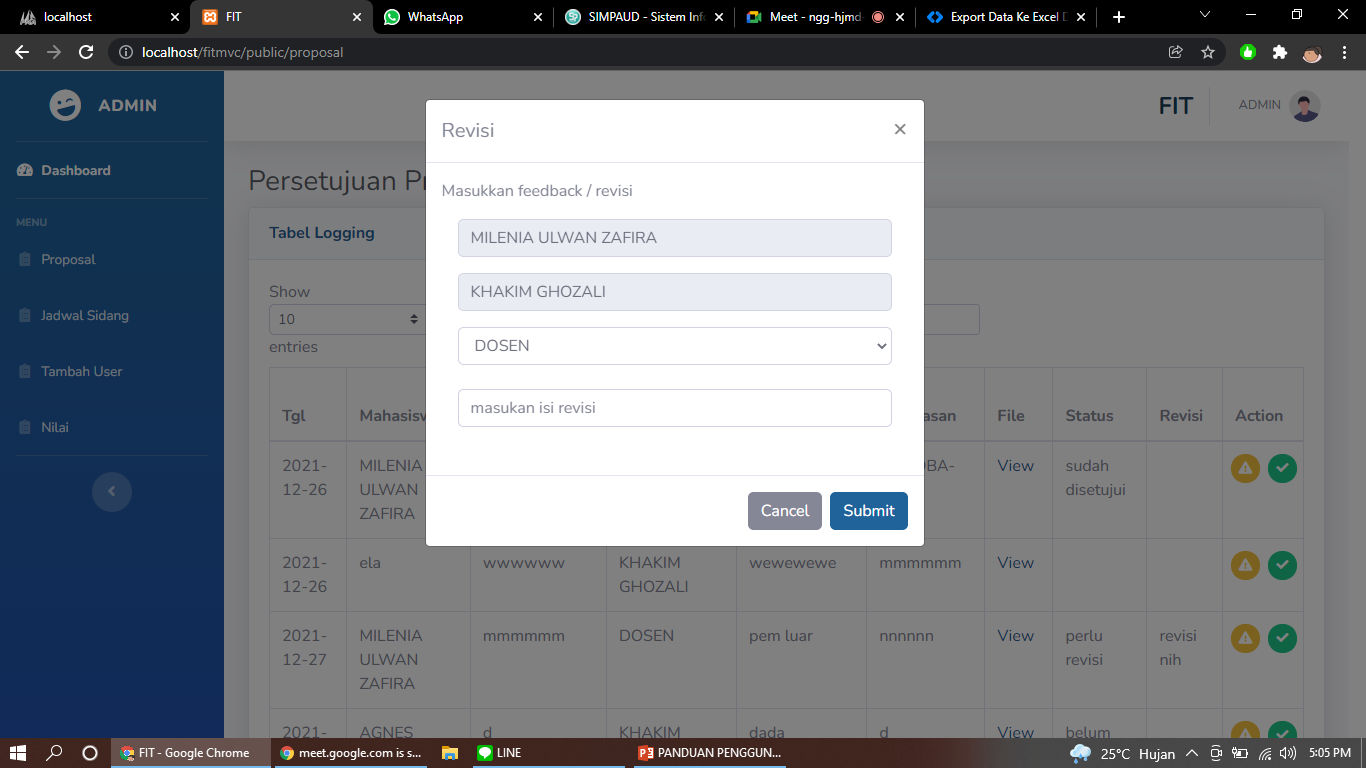 localhost
FIT
WhatsApp
SIMPAUD - Sistem Inf
Meet - ngg-hjmd-
Export Data Ke Excel D
localhost/fitmvc/public/proposal
ADMIN
FIT
ADMIN
Dashboard
MENU
Proposal
Jadwal Sidang
Tambah User
Nilai
Persetujuan Pr
Tabel Logging
Show
10
entries
Revisi
×
Masukkan feedback / revisi
MILENIA ULWAN ZAFIRA
KHAKIM GHOZALI
DOSEN
masukan isi revisi
Cancel
Submit
Tgl
Mahasisw
asan
File
Status
Revisi
Action
2021-
12-26
MILENIA
ULWAN
ZAFIRA
OBA-
View
sudah
disetujui
2021-
12-26
ela
wwwwww
KHAKIM
GHOZALI
wewewewe
mmmmmm
View
2021-
12-27
MILENIA
ULWAN
ZAFIRA
mmmmmm
DOSEN
pem luar
nnnnnn
View
perlu
revisi
revisi
nih
2021-
AGNES
d
KHAKIM
dada
d
View
belum
FIT - Google Chrome
meet.google.com is s...
LINE
PANDUAN PENGGUN...
25°C Hujan
5:05 PM